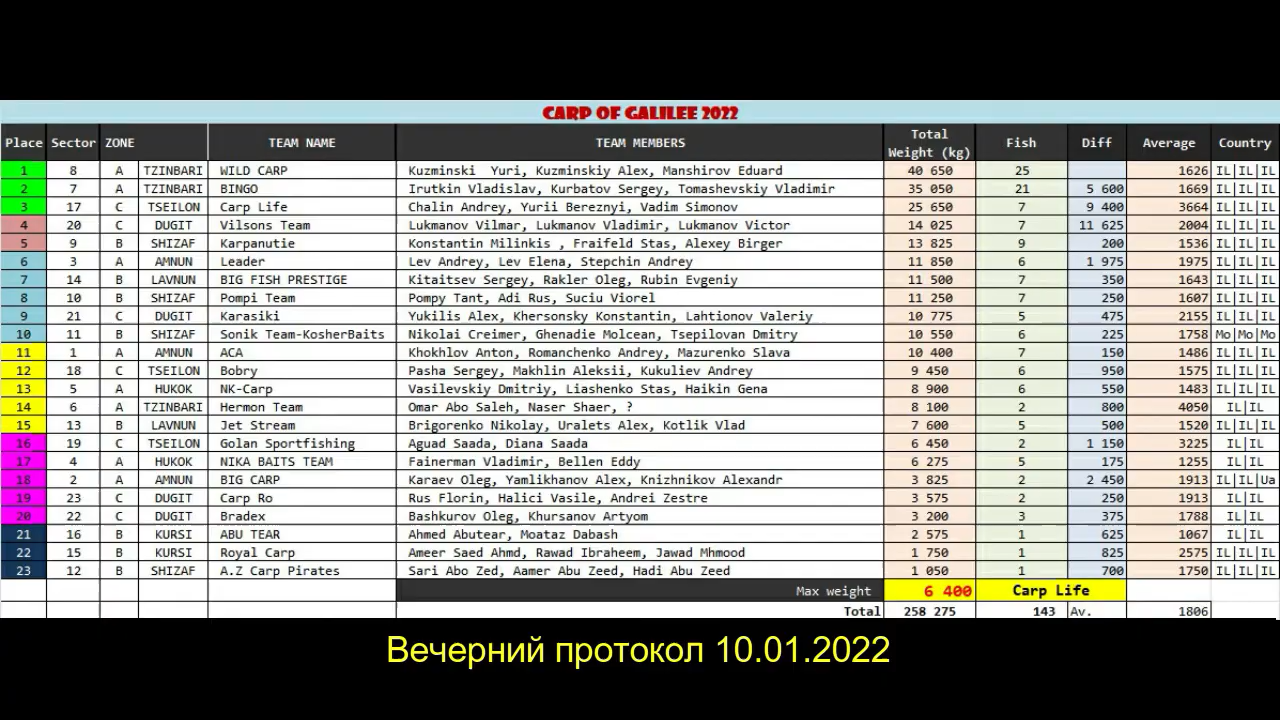 CARP OF GALILEE 2022
Place Sector ZONE TEAM NAME TEAM MEMBERS Total Weight (kg) Fish Diff Average Country
1 8 A TZINBARI WILD CARP Kuzminski Yuri, Kuzminskiy Alex, Manshirov Eduard 40 650 25 1626 IL|IL|IL
2 7 A TZINBARI BINGO Irutkin Vladislav, Kurbatov Sergey, Tomashevskiy Vladimir 35 050 21 5 600 1669 IL|IL|IL
3 17 C TSEILON Carp Life Chalin Andrey, Yurii Bereznyi, Vadim Simonov 25 650 7 9 400 3664 IL|IL|IL
4 20 C DUGIT Vilsons Team Lukmanov Vilmar, Lukmanov Vladimir, Lukmanov Victor 14 025 7 11 625 2004 IL|IL|IL
5 9 B SHIZAF Karpanutie Konstantin Milinkis , Fraifeld Stas, Alexey Birger 13 825 9 200 1536 IL|IL|IL
6 3 A AMNUN Leader Lev Andrey, Lev Elena, Stepchin Andrey 11 850 6 1 975 1975 IL|IL|IL
7 14 B LAVNUN BIG FISH PRESTIGE Kitaitsev Sergey, Rakler Oleg, Rubin Evgeniy 11 500 7 350 1643 IL|IL|IL
8 10 B SHIZAF Pompi Team Pompy Tant, Adi Rus, Suciu Viorel 11 250 7 250 1607 IL|IL|IL
9 21 C DUGIT Karasiki Yukilis Alex, Khersonsky Konstantin, Lahtionov Valeriy 10 775 5 475 2155 IL|IL|IL
10 11 B SHIZAF Sonik Team-KosherBaits Nikolai Creimer, Ghenadie Molcean, Tsepilovan Dmitry 10 550 6 225 1758 Mo|Mo|Mo
11 1 A AMNUN ACA Khokhlov Anton, Romanchenko Andrey, Mazurenko Slava 10 400 7 150 1486 IL|IL|IL
12 18 C TSEILON Bobry Pasha Sergey, Makhlin Aleksii, Kukuliev Andrey 9 450 6 950 1575 IL|IL|IL
13 5 A HUKOK NK-Carp Vasilevskiy Dmitriy, Liashenko Stas, Haikin Gena 8 900 6 550 1483 IL|IL|IL
14 6 A TZINBARI Hermon Team Omar Abo Saleh, Naser Shaer, ? 8 100 2 800 4050 IL|IL
15 13 B LAVNUN Jet Stream Brigorenko Nikolay, Uralets Alex, Kotlik Vlad 7 600 5 500 1520 IL|IL|IL
16 19 C TSEILON Golan Sportfishing Aguad Saada, Diana Saada 6 450 2 1 150 3225 IL|IL
17 4 A HUKOK NIKA BAITS TEAM Fainerman Vladimir, Bellen Eddy 6 275 5 175 1255 IL|IL
18 2 A AMNUN BIG CARP Karaev Oleg, Yamlikhanov Alex, Knizhnikov Alexandr 3 825 2 2 450 1913 IL|IL|Ua
19 23 C DUGIT Carp Ro Rus Florin, Halici Vasile, Andrei Zestre 3 575 2 250 1913 IL|IL
20 22 C DUGIT Bradex Bashkurov Oleg, Khursanov Artyom 3 200 3 375 1788 IL|IL
21 16 B KURSI ABU TEAR Ahmed Abutear, Moataz Dabash 2 575 1 625 1067 IL|IL
22 15 B KURSI Royal Carp Ameer Saed Ahmd, Rawad Ibraheem, Jawad Mhmood 1 750 1 825 2575 IL|IL|IL
23 12 B SHIZAF A.Z Carp Pirates Sari Abo Zed, Aamer Abu Zeed, Hadi Abu Zeed 1 050 1 700 1750 IL|IL|IL
Max weight 6 400 Carp Life
Total 258 275 143 Av. 1806
Вечерний протокол 10.01.2022